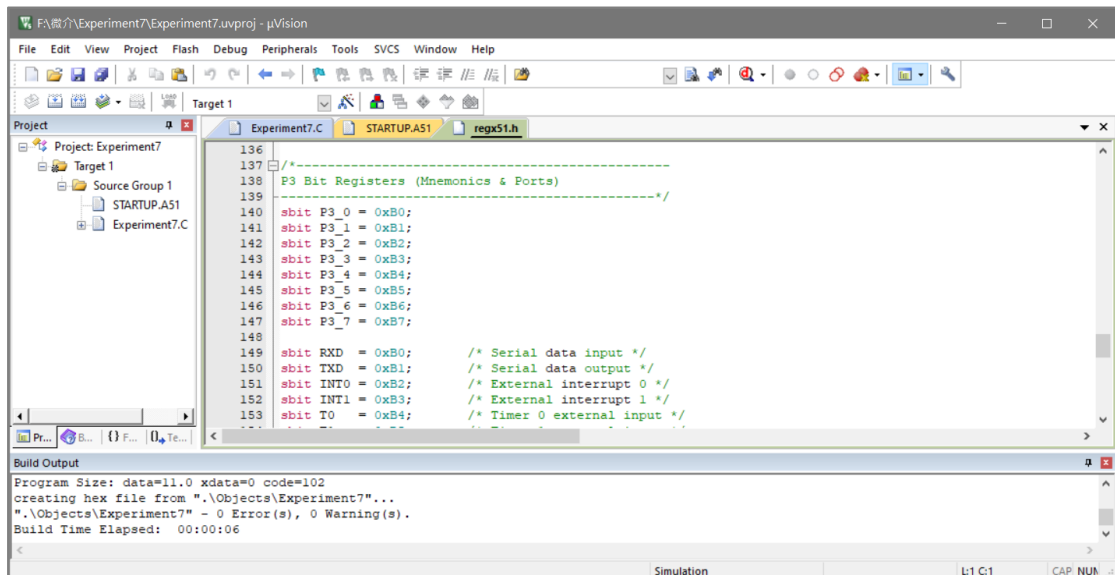 F:\微介\Experiment7\Experiment7.uvproj - µVision
File Edit View Project Flash Debug Peripherals Tools SVCS Window Help
LOAD
Target 1
Project
Experiment7.C STARTUP.A51 regx51.h
Project: Experiment7
Target 1
Source Group 1
STARTUP.A51
Experiment7.C
136
137 /*------------------------------------------------
138 P3 Bit Registers (Mnemonics & Ports)
139 -------------------------------------------------*/
140 sbit P3_0 = 0xB0;
141 sbit P3_1 = 0xB1;
142 sbit P3_2 = 0xB2;
143 sbit P3_3 = 0xB3;
144 sbit P3_4 = 0xB4;
145 sbit P3_5 = 0xB5;
146 sbit P3_6 = 0xB6;
147 sbit P3_7 = 0xB7;
148
149 sbit RXD = 0xB0; /* Serial data input */
150 sbit TXD = 0xB1; /* Serial data output */
151 sbit INT0 = 0xB2; /* External interrupt 0 */
152 sbit INT1 = 0xB3; /* External interrupt 1 */
153 sbit T0 = 0xB4; /* Timer 0 external input */
Pr... B... {} F... Te...
Build Output
Program Size: data=11.0 xdata=0 code=102
creating hex file from ".\Objects\Experiment7"...
".\Objects\Experiment7" - 0 Error(s), 0 Warning(s).
Build Time Elapsed: 00:00:06
Simulation L:1 C:1 CAP NUM